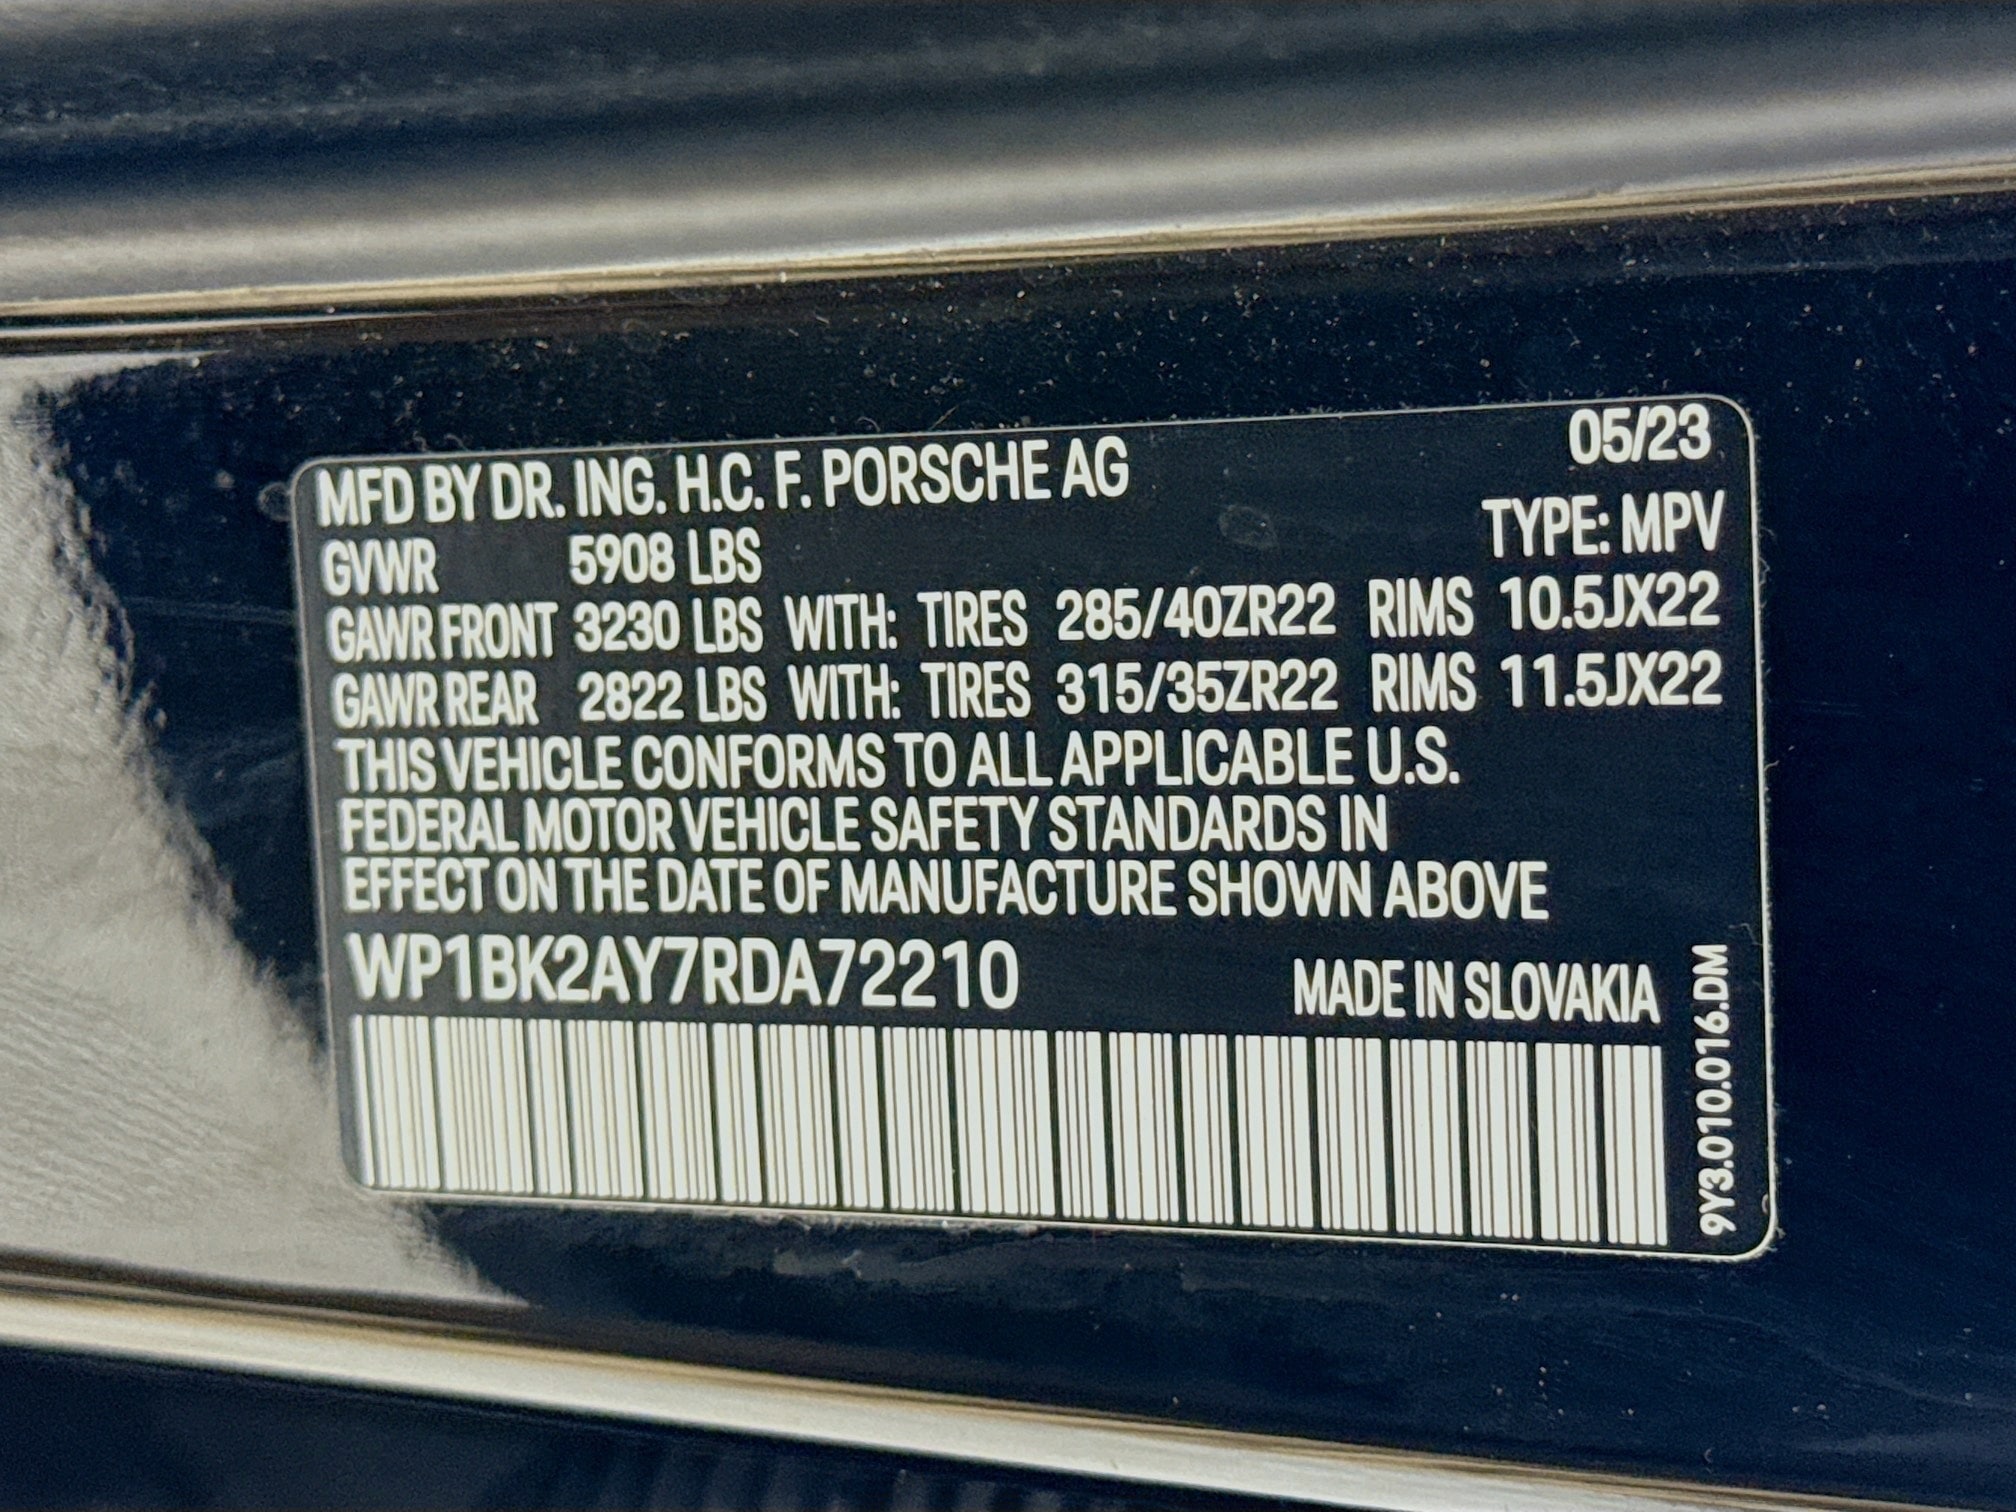 MFD BY DR. ING. H.C. F. PORSCHE AG 05/23
GVWR 5908 LBS TYPE: MPV
GAWR FRONT 3230 LBS WITH: TIRES 285/40ZR22 RIMS 10.5JX22
GAWR REAR 2822 LBS WITH: TIRES 315/35ZR22 RIMS 11.5JX22
THIS VEHICLE CONFORMS TO ALL APPLICABLE U.S.
FEDERAL MOTOR VEHICLE SAFETY STANDARDS IN
EFFECT ON THE DATE OF MANUFACTURE SHOWN ABOVE
WP1BK2AY7RDA72210 MADE IN SLOVAKIA
9Y3.010.016.DM